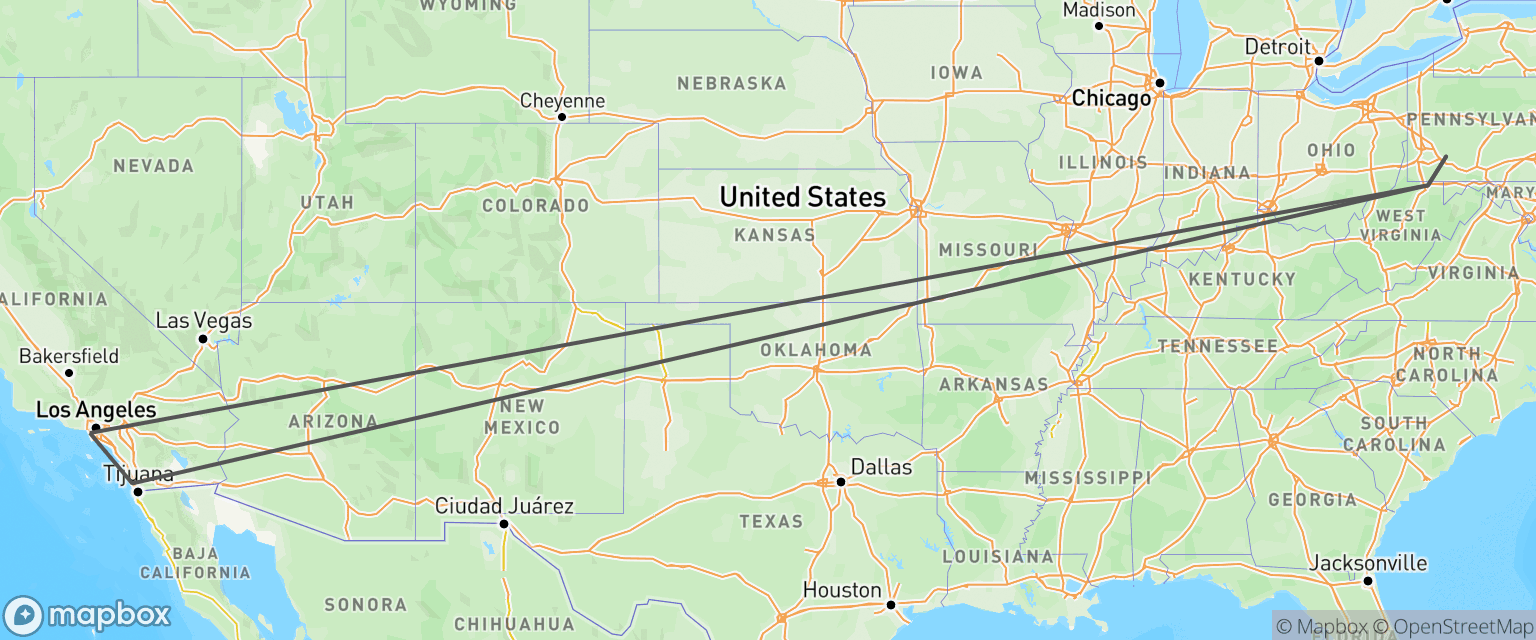 WYOMING
Madison
Detroit
IOWA
NEBRASKA
Chicago
Cheyenne
PENNSYLVAN
OHIO
ILLINOIS
NEVADA
INDIANA
United States
MARY
UTAH
COLORADO
WEST
VIRGINIA
KANSAS
MISSOURI
VIRGINIA
KENTUCKY
ALIFORNIA
Las Vegas
TENNESSEE
OKLAHOMA
Bakersfield
NORTH
CAROLINA
ARKANSAS
Los Angeles
NEW
MEXICO
ARIZONA
SOUTH
CAROLINA
Tijuana
Dallas
MISSISSIPPI
GEORGIA
Ciudad Juárez
TEXAS
BAJA
CALIFORNIA
LOUISIANA
Jacksonville
Houston
SONORA
CHIHUAHUA
mapbox
© Mapbox © OpenStreetMap